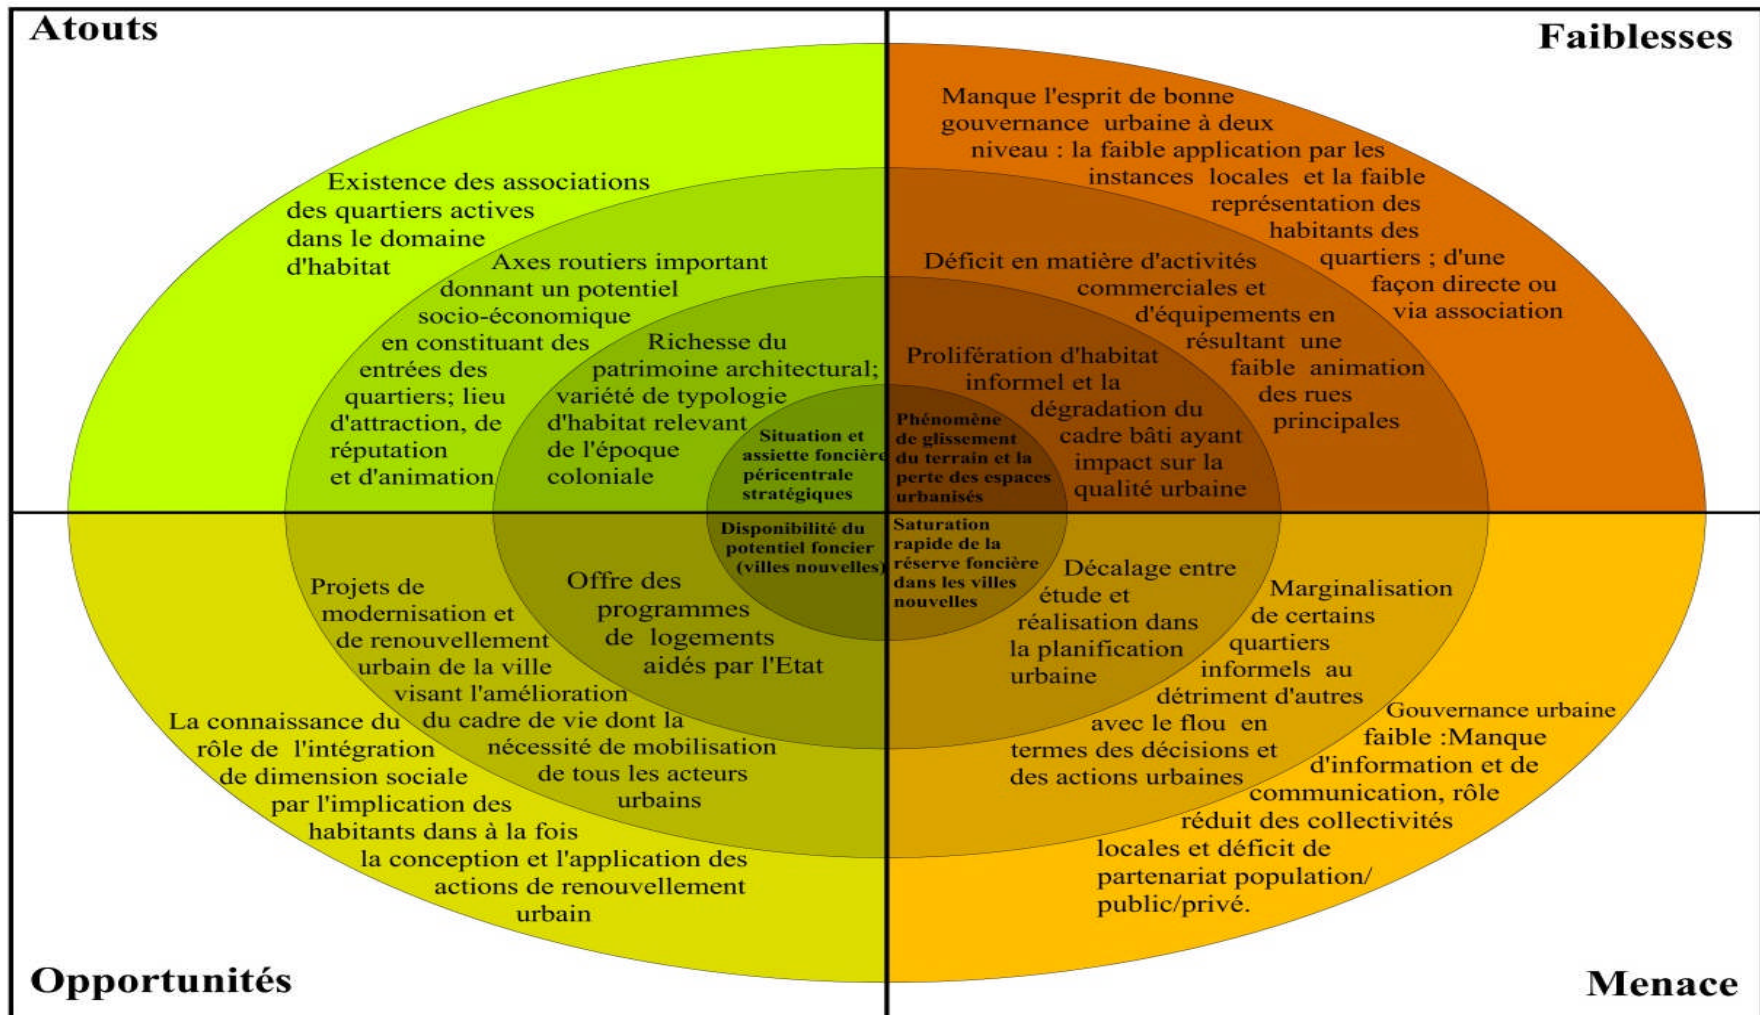 Atouts
Existence des associations
des quartiers actives
dans le domaine
d'habitat
Axes routiers important
donnant un potentiel
socio-économique
en constituant des
entrées des
quartiers; lieu
d'attraction, de
réputation
et d'animation
Richesse du
patrimoine architectural;
variété de typologie
d'habitat relevant
de l'époque
coloniale
Situation et
assiette foncière
péricentrale
stratégiques
Faiblesses
Manque l'esprit de bonne
gouvernance urbaine à deux
niveau : la faible application par les
instances locales et la faible
représentation des
habitants des
quartiers ; d'une
façon directe ou
via association
Déficit en matière d'activités
commerciales et
d'équipements en
résultant une
faible animation
des rues
principales
Prolifération d'habitat
informel et la
dégradation du
cadre bâti ayant
impact sur la
qualité urbaine
Phénomène
de glissement
du terrain et la
perte des espaces
urbanisés
Disponibilité du
potentiel foncier
(villes nouvelles)
Offre des
programmes
de logements
aidés par l'Etat
Projets de
modernisation et
de renouvellement
urbain de la ville
visant l'amélioration
du cadre de vie dont la
nécessité de mobilisation
de tous les acteurs
urbains
La connaissance du
rôle de l'intégration
de dimension sociale
par l'implication des
habitants dans à la fois
la conception et l'application des
actions de renouvellement
urbain
Opportunités
Saturation
rapide de la
réserve foncière
dans les villes
nouvelles
Décalage entre
étude et
réalisation dans
la planification
urbaine
Marginalisation
de certains
quartiers
informels au
détriment d'autres
avec le flou en
termes des décisions et
des actions urbaines
Gouvernance urbaine
faible :Manque
d'information et de
communication, rôle
réduit des collectivités
locales et déficit de
partenariat population/
public/privé.
Menace